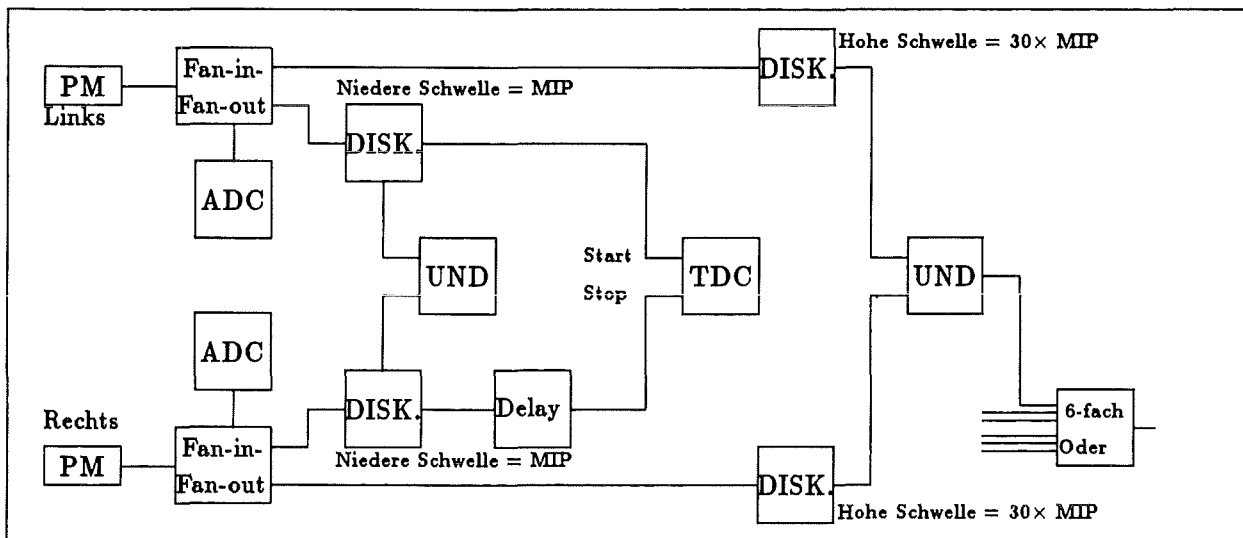 Hohe Schwelle = 30× MIP
DISK.
Fan-in-
Fan-out
PM
Links
Niedere Schwelle = MIP
DISK.
ADC
UND
Start
Stop
TDC
UND
ADC
DISK.
Delay
Niedere Schwelle = MIP
6-fach
Oder
Rechts
PM
Fan-in-
Fan-out
DISK.
Hohe Schwelle = 30× MIP